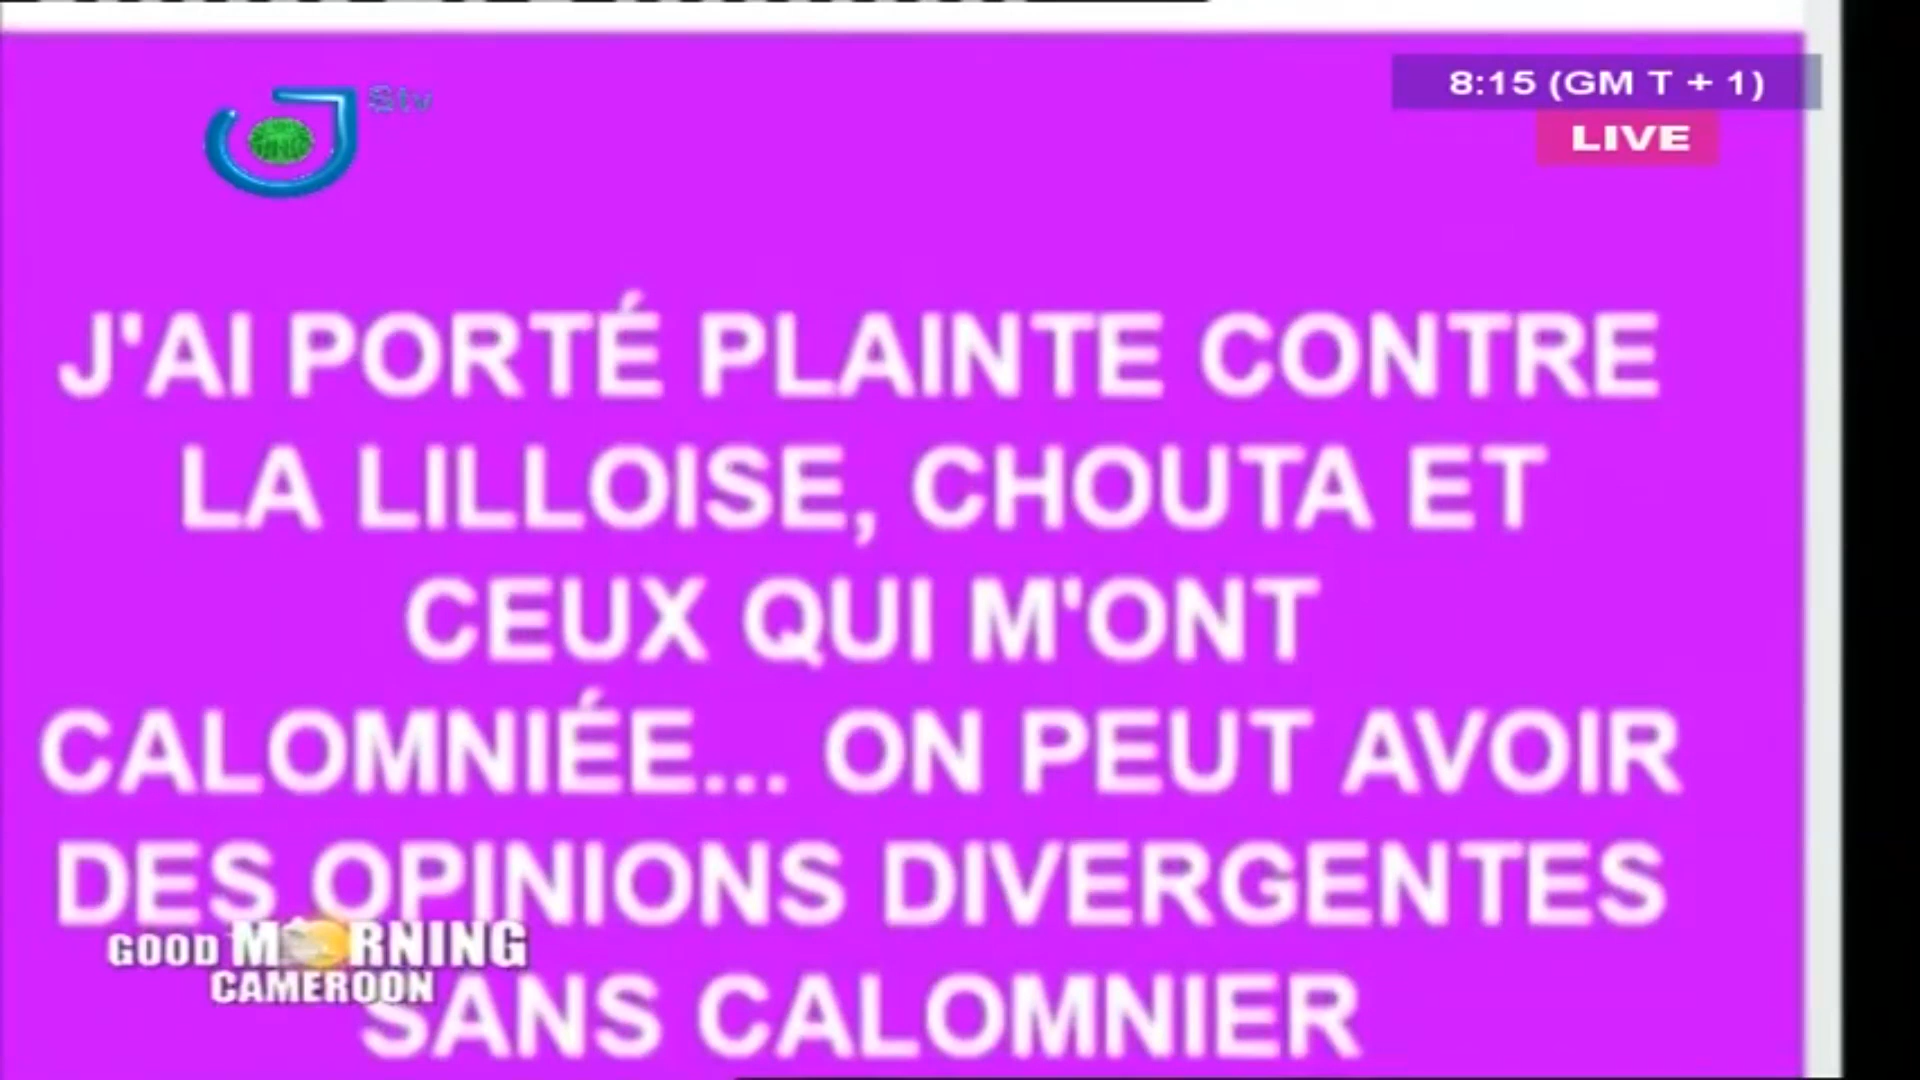 Stv
8:15 (GM T + 1)
LIVE
J'AI PORTÉ PLAINTE CONTRE
LA LILLOISE, CHOUTA ET
CEUX QUI M'ONT
CALOMNIÉE... ON PEUT AVOIR
DES OPINIONS DIVERGENTES
SANS CALOMNIER
GOOD MORNING
CAMEROON